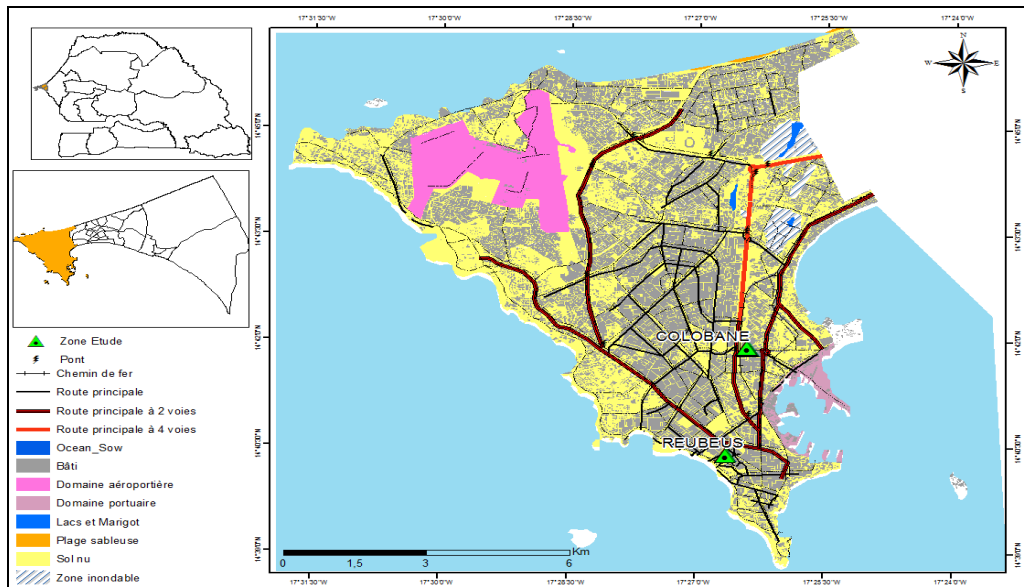 17°31'30"W 17°30'0"W 17°28'30"W 17°27'0"W 17°25'30"W 17°24'0"W
N
W E
S
COLOBANE
REUBEUS
Zone Etude
Pont
Chemin de fer
Route principale
Route principale à 2 voies
Route principale à 4 voies
Ocean_Sow
Bâti
Domaine aéroportière
Domaine portuaire
Lacs et Marigot
Plage sableuse
Sol nu
Zone inondable
Km
0 1,5 3 6
17°31'30"W 17°30'0"W 17°28'30"W 17°27'0"W 17°25'30"W 17°24'0"W